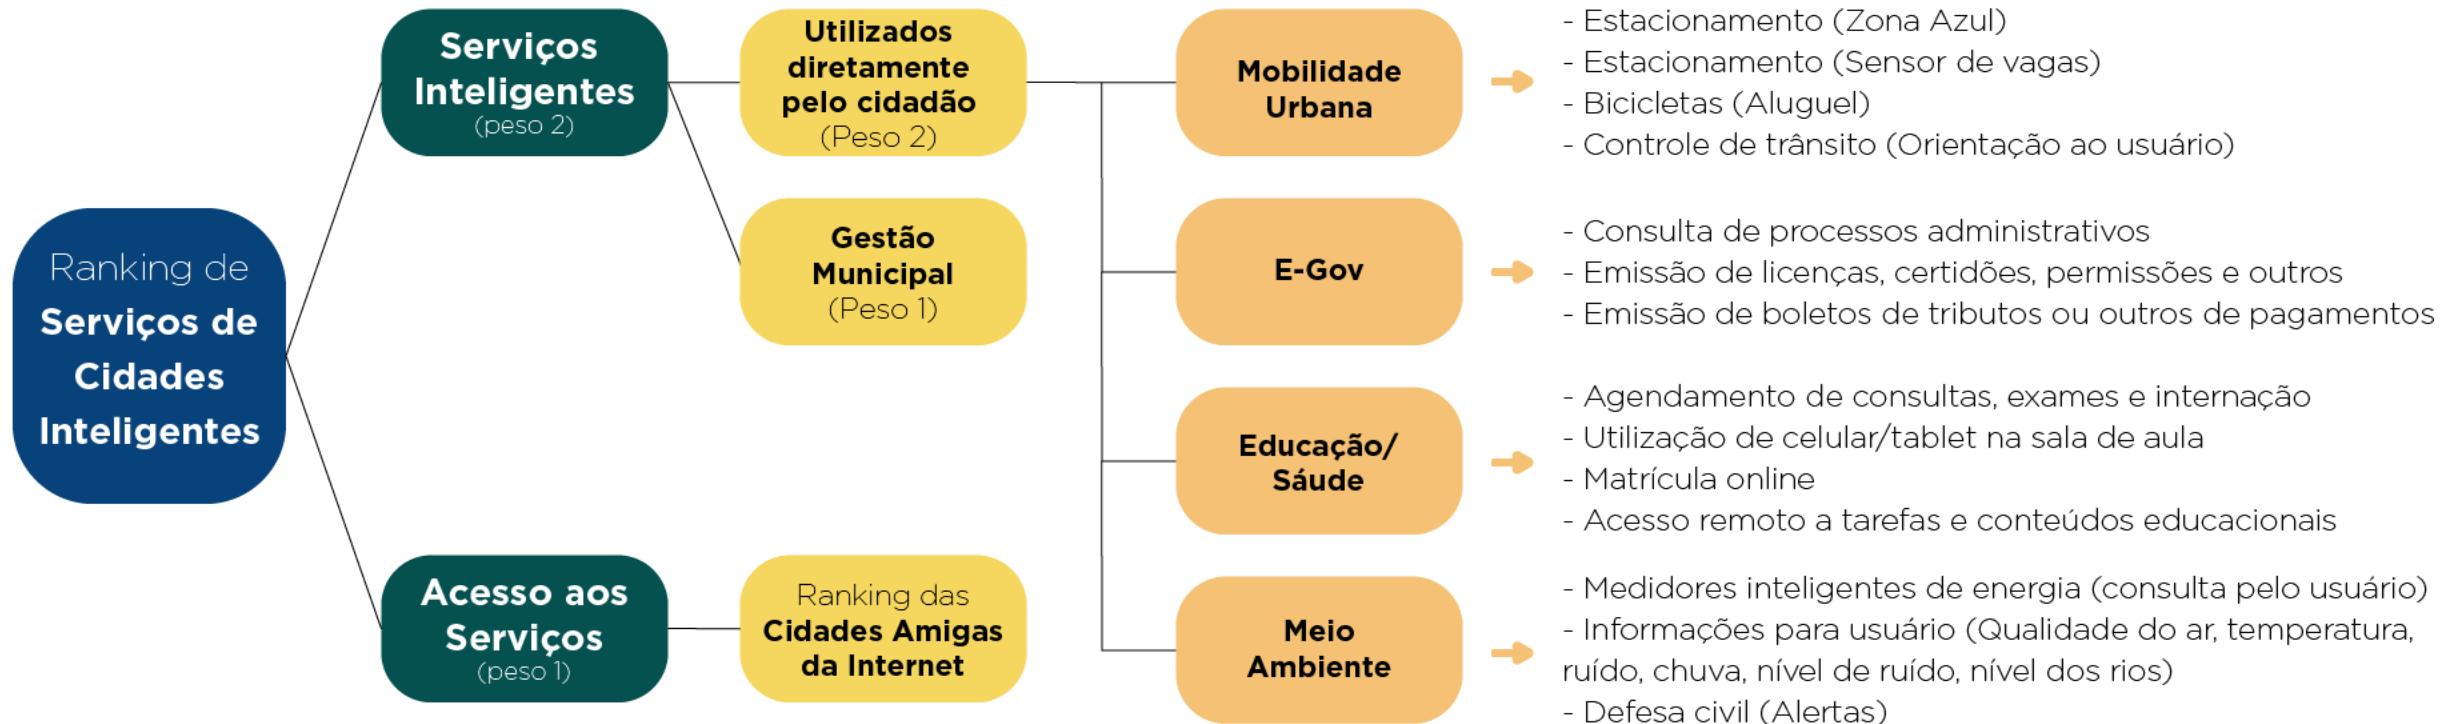 Ranking de
Serviços de
Cidades
Inteligentes
Serviços
Inteligentes
(peso 2)
Acesso aos
Serviços
(peso 1)
Utilizados
diretamente
pelo cidadão
(Peso 2)
Gestão
Municipal
(Peso 1)
Ranking das
Cidades Amigas
da Internet
Mobilidade
Urbana
- Estacionamento (Zona Azul)
- Estacionamento (Sensor de vagas)
- Bicicletas (Aluguel)
- Controle de trânsito (Orientação ao usuário)
E-Gov
- Consulta de processos administrativos
- Emissão de licenças, certidões, permissões e outros
- Emissão de boletos de tributos ou outros de pagamentos
Educação/
Sáude
- Agendamento de consultas, exames e internação
- Utilização de celular/tablet na sala de aula
- Matrícula online
- Acesso remoto a tarefas e conteúdos educacionais
Meio
Ambiente
- Medidores inteligentes de energia (consulta pelo usuário)
- Informações para usuário (Qualidade do ar, temperatura,
ruído, chuva, nível de ruído, nível dos rios)
- Defesa civil (Alertas)